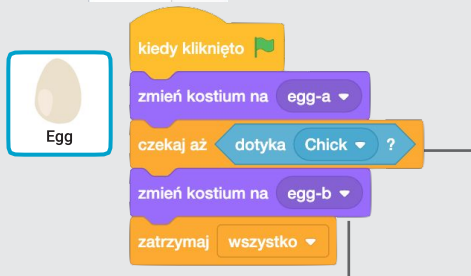 kiedy kliknięto
zmień kostium na egg-a
Egg
czekaj aż dotyka Chick ?
zmień kostium na egg-b
zatrzymaj wszystko